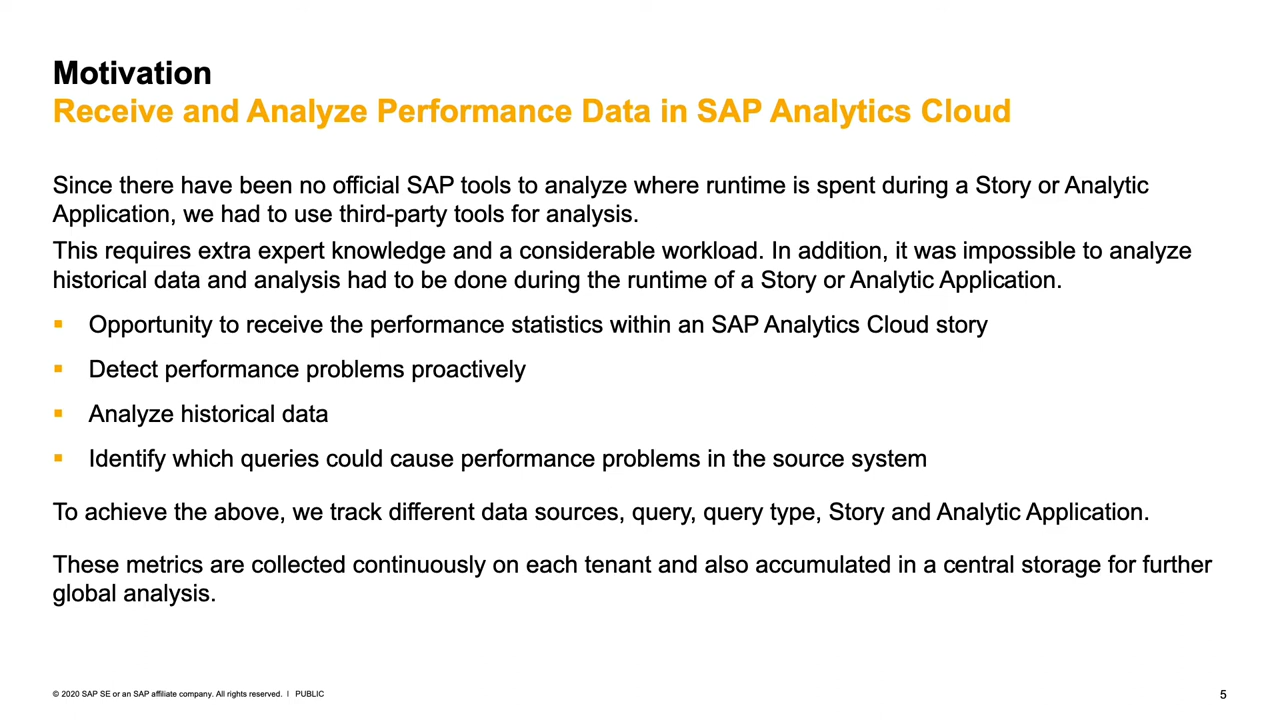 Motivation
Receive and Analyze Performance Data in SAP Analytics Cloud
Since there have been no official SAP tools to analyze where runtime is spent during a Story or Analytic
Application, we had to use third-party tools for analysis.
This requires extra expert knowledge and a considerable workload. In addition, it was impossible to analyze
historical data and analysis had to be done during the runtime of a Story or Analytic Application.
▪ Opportunity to receive the performance statistics within an SAP Analytics Cloud story
▪ Detect performance problems proactively
▪ Analyze historical data
▪ Identify which queries could cause performance problems in the source system
To achieve the above, we track different data sources, query, query type, Story and Analytic Application.
These metrics are collected continuously on each tenant and also accumulated in a central storage for further
global analysis.
© 2020 SAP SE or an SAP affiliate company. All rights reserved. | PUBLIC
5